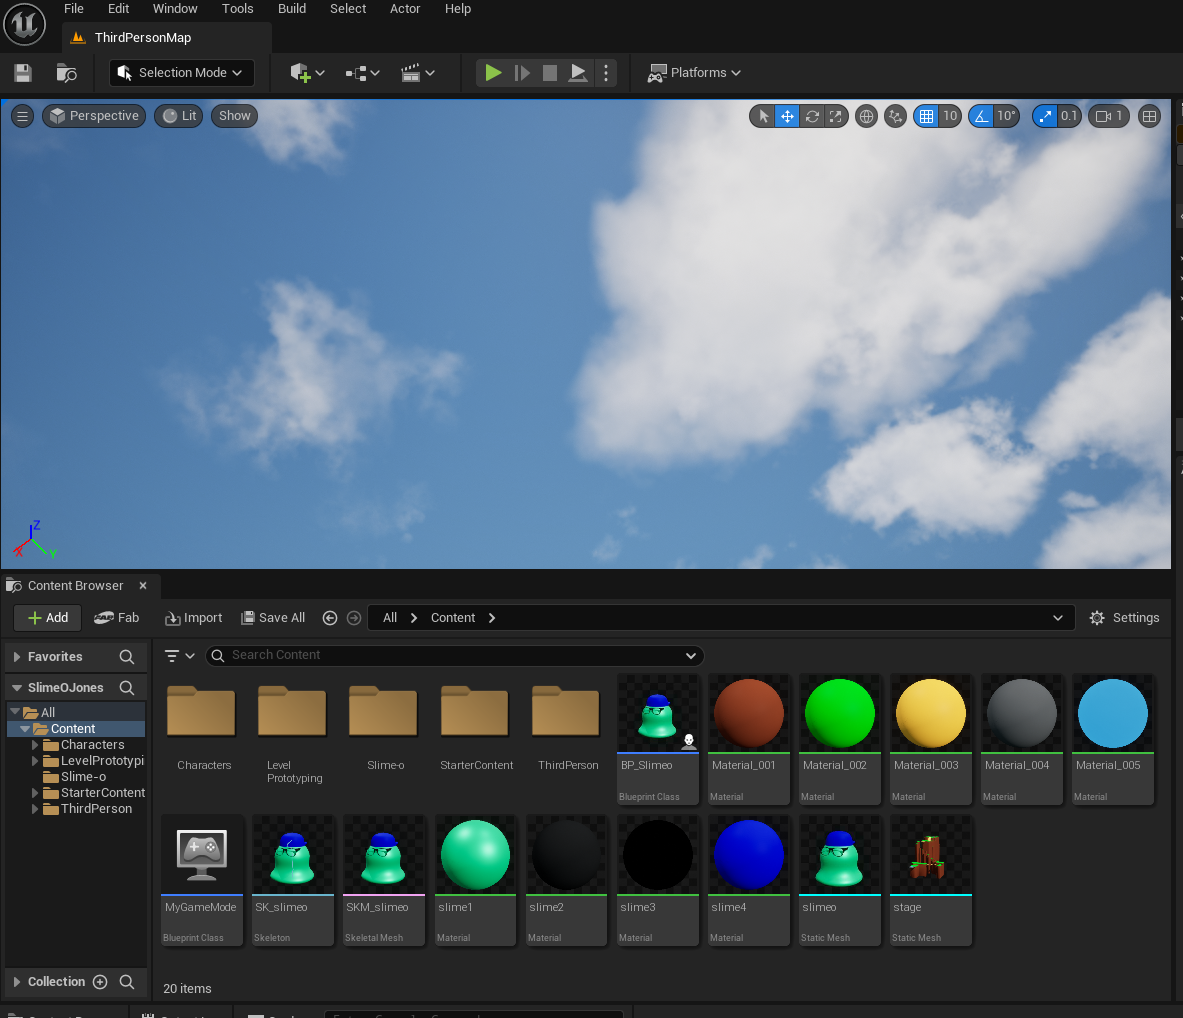 File Edit Window Tools Build Select Actor Help
ThirdPersonMap
Selection Mode
Platforms
Perspective Lit Show
10 10° 0.1 1
Z
X Y
Content Browser
Add Fab Import Save All All Content Settings
Favorites
Search Content
SlimeOJones
All
Content
Characters
LevelPrototypi
Slime-o
StarterContent
ThirdPerson
Characters
Level
Prototyping
Slime-o
StarterContent
ThirdPerson
BP_Slimeo
Blueprint Class
Material_001
Material
Material_002
Material
Material_003
Material
Material_004
Material
Material_005
Material
MyGameMode
Blueprint Class
SK_slimeo
Skeleton
SKM_slimeo
Skeletal Mesh
slime1
Material
slime2
Material
slime3
Material
slime4
Material
slimeo
Static Mesh
stage
Static Mesh
Collection
20 items